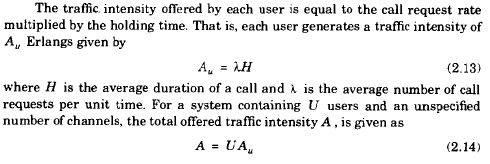 The traffic intensity offered by each user is equal to the call request rate
multiplied by the holding time. That is, each user generates a traffic intensity of
Aᵤ Erlangs given by
Aᵤ = λH (2.13)
where H is the average duration of a call and λ is the average number of call
requests per unit time. For a system containing U users and an unspecified
number of channels, the total offered traffic intensity A , is given as
A = UAᵤ (2.14)